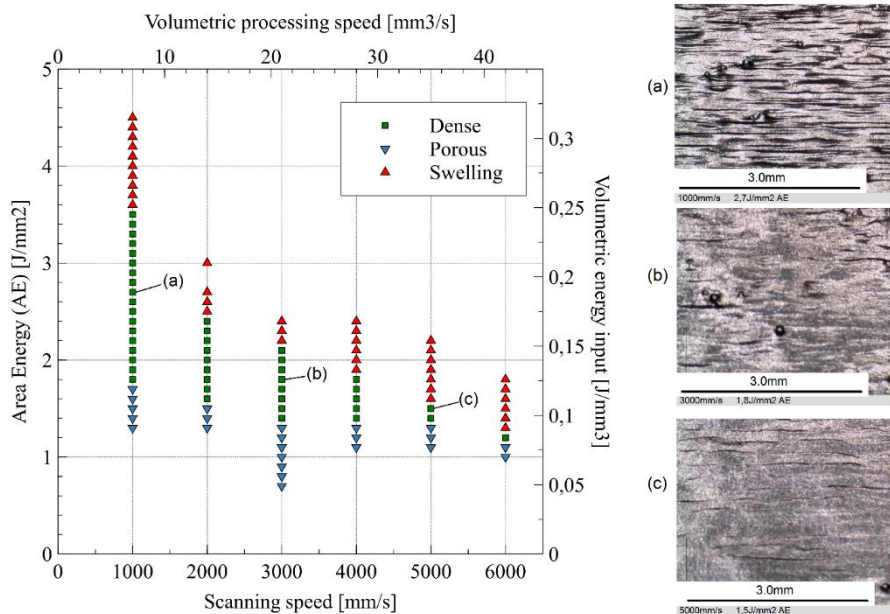 Volumetric processing speed [mm3/s]
0 10 20 30 40
5
4
3
2
1
0
Area Energy (AE) [J/mm2]
Dense
Porous
Swelling
(a)
(b)
(c)
0,3
0,25
0,2
0,15
0,1
0,05
0
Volumetric energy input [J/mm3]
0 1000 2000 3000 4000 5000 6000
Scanning speed [mm/s]
(a)
3.0mm
1000mm/s 2,7J/mm2 AE
(b)
3.0mm
3000mm/s 1,8J/mm2 AE
(c)
3.0mm
5000mm/s 1,5J/mm2 AE